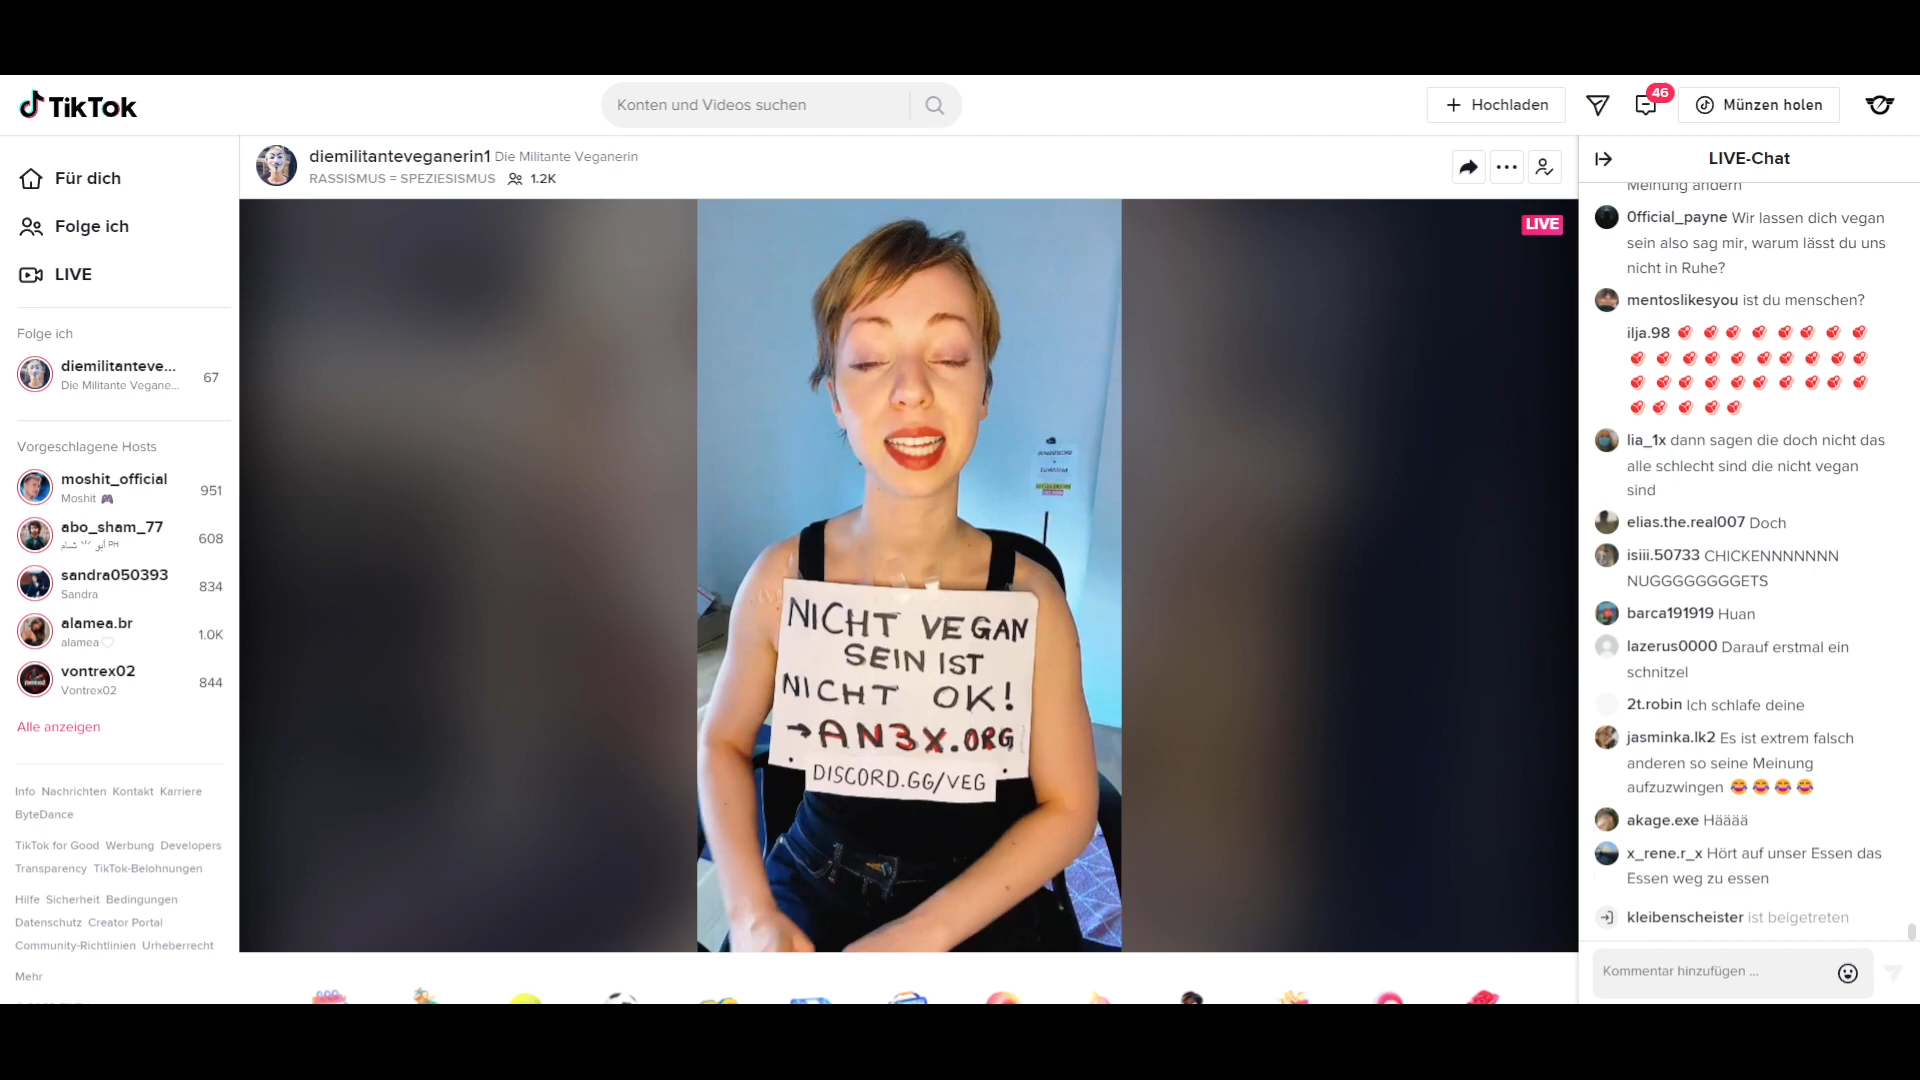 TikTok
Konten und Videos suchen
Hochladen
46
Münzen holen
Für dich
Folge ich
LIVE
Folge ich
diemilitanteve...
Die Militante Vegane...
67
Vorgeschlagene Hosts
moshit_official
Moshit
951
abo_sham_77
608
sandra050393
Sandra
834
alamea.br
alamea
1.0K
vontrex02
Vontrex02
844
Alle anzeigen
Info Nachrichten Kontakt Karriere
ByteDance
TikTok for Good Werbung Developers
Transparency TikTok-Belohnungen
Hilfe Sicherheit Bedingungen
Datenschutz Creator Portal
Community-Richtlinien Urheberrecht
Mehr
diemilitanteveganerin1 Die Militante Veganerin
RASSISMUS = SPEZIESISMUS 1.2K
LIVE
NICHT VEGAN
SEIN IST
NICHT OK!
→AN3X.ORG
DISCORD.GG/VEG
LIVE-Chat
Meinung ändern
0fficial_payne Wir lassen dich vegan
sein also sag mir, warum lässt du uns
nicht in Ruhe?
mentoslikesyou ist du menschen?
ilja.98 🥩 🥩 🥩 🥩 🥩 🥩 🥩 🥩
🥩 🥩 🥩 🥩 🥩 🥩 🥩 🥩 🥩 🥩
🥩 🥩 🥩 🥩 🥩 🥩 🥩 🥩 🥩 🥩
🥩 🥩 🥩 🥩 🥩
lia_1x dann sagen die doch nicht das
alle schlecht sind die nicht vegan
sind
elias.the.real007 Doch
isiii.50733 CHICKENNNNNN
NUGGGGGGGGETS
barca191919 Huan
lazerus0000 Darauf erstmal ein
schnitzel
2t.robin Ich schlafe deine
jasminka.lk2 Es ist extrem falsch
anderen so seine Meinung
aufzuzwingen 😂 😂 😂 😂
akage.exe Hääää
x_rene.r_x Hört auf unser Essen das
Essen weg zu essen
kleibenscheister ist beigetreten
Kommentar hinzufügen ...